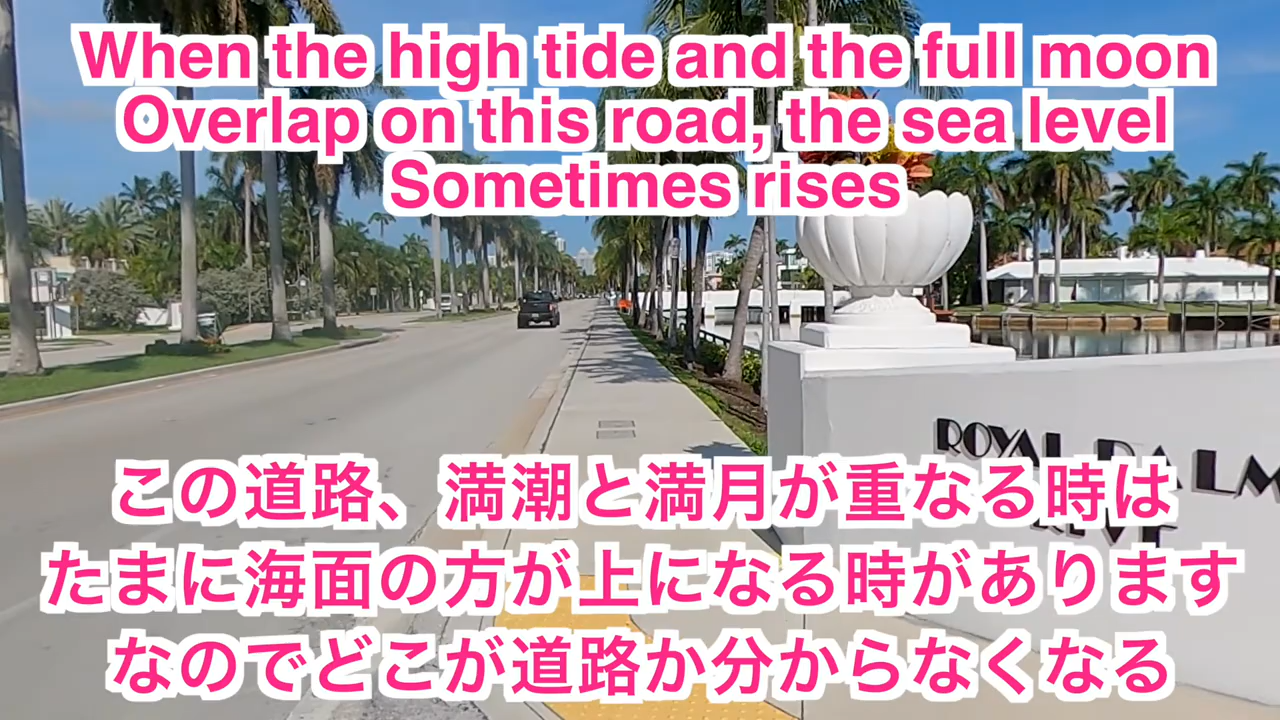 When the high tide and the full moon
Overlap on this road, the sea level
Sometimes rises
ROYAL PALM
この道路、満潮と満月が重なる時は
たまに海面の方が上になる時があります
なのでどこが道路か分からなくなる